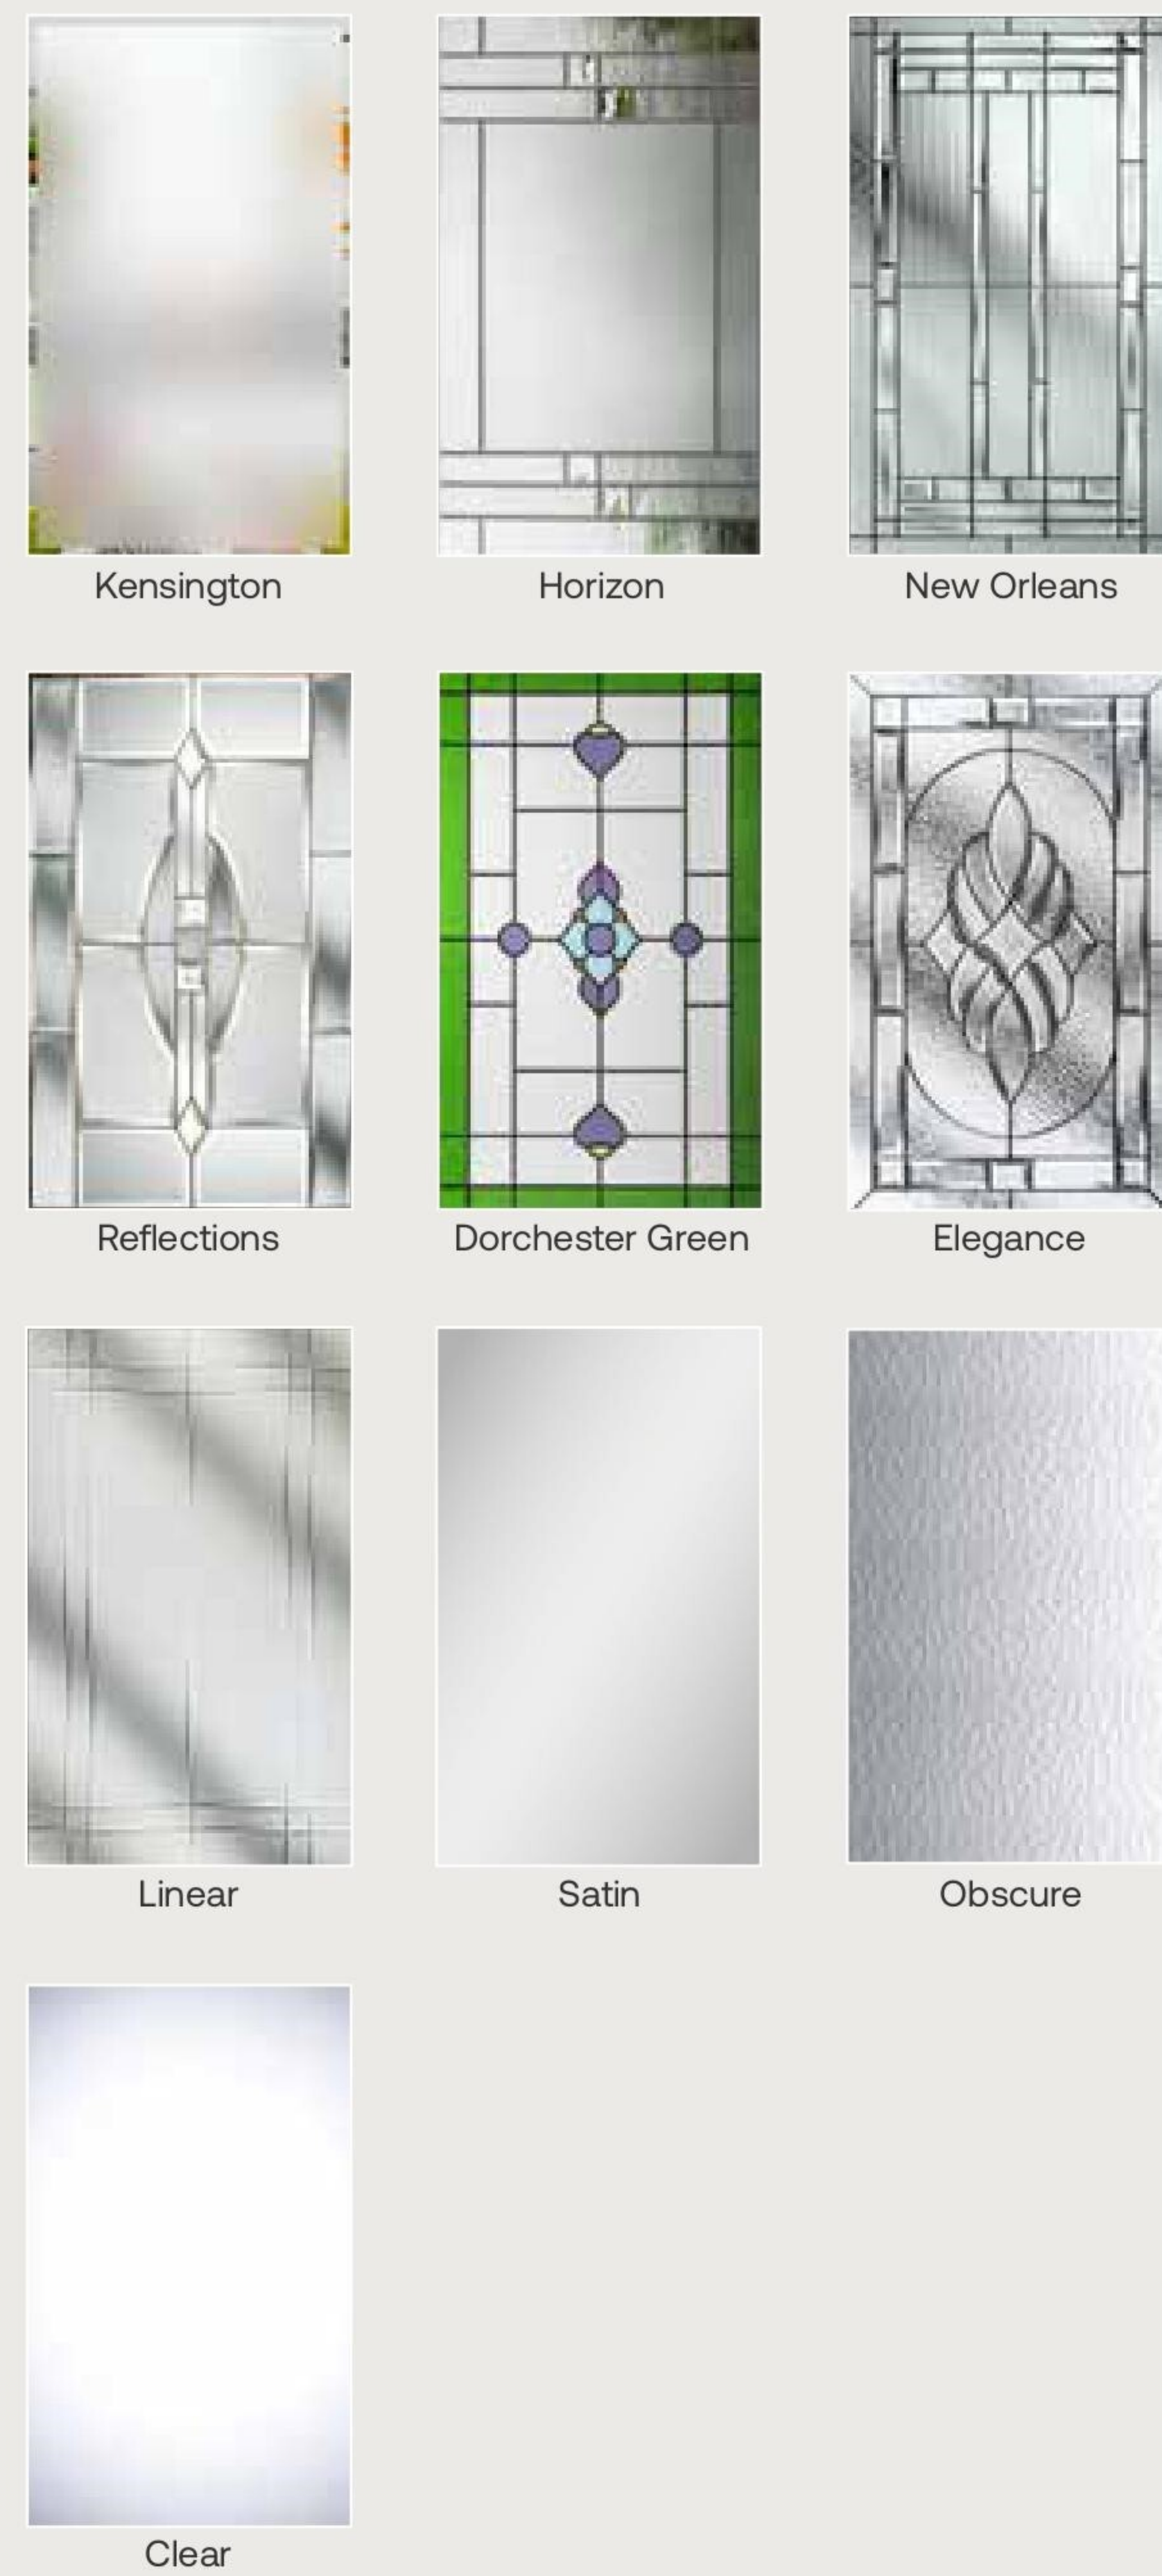 Kensington
Horizon
New Orleans
Reflections
Dorchester Green
Elegance
Linear
Satin
Obscure
Clear